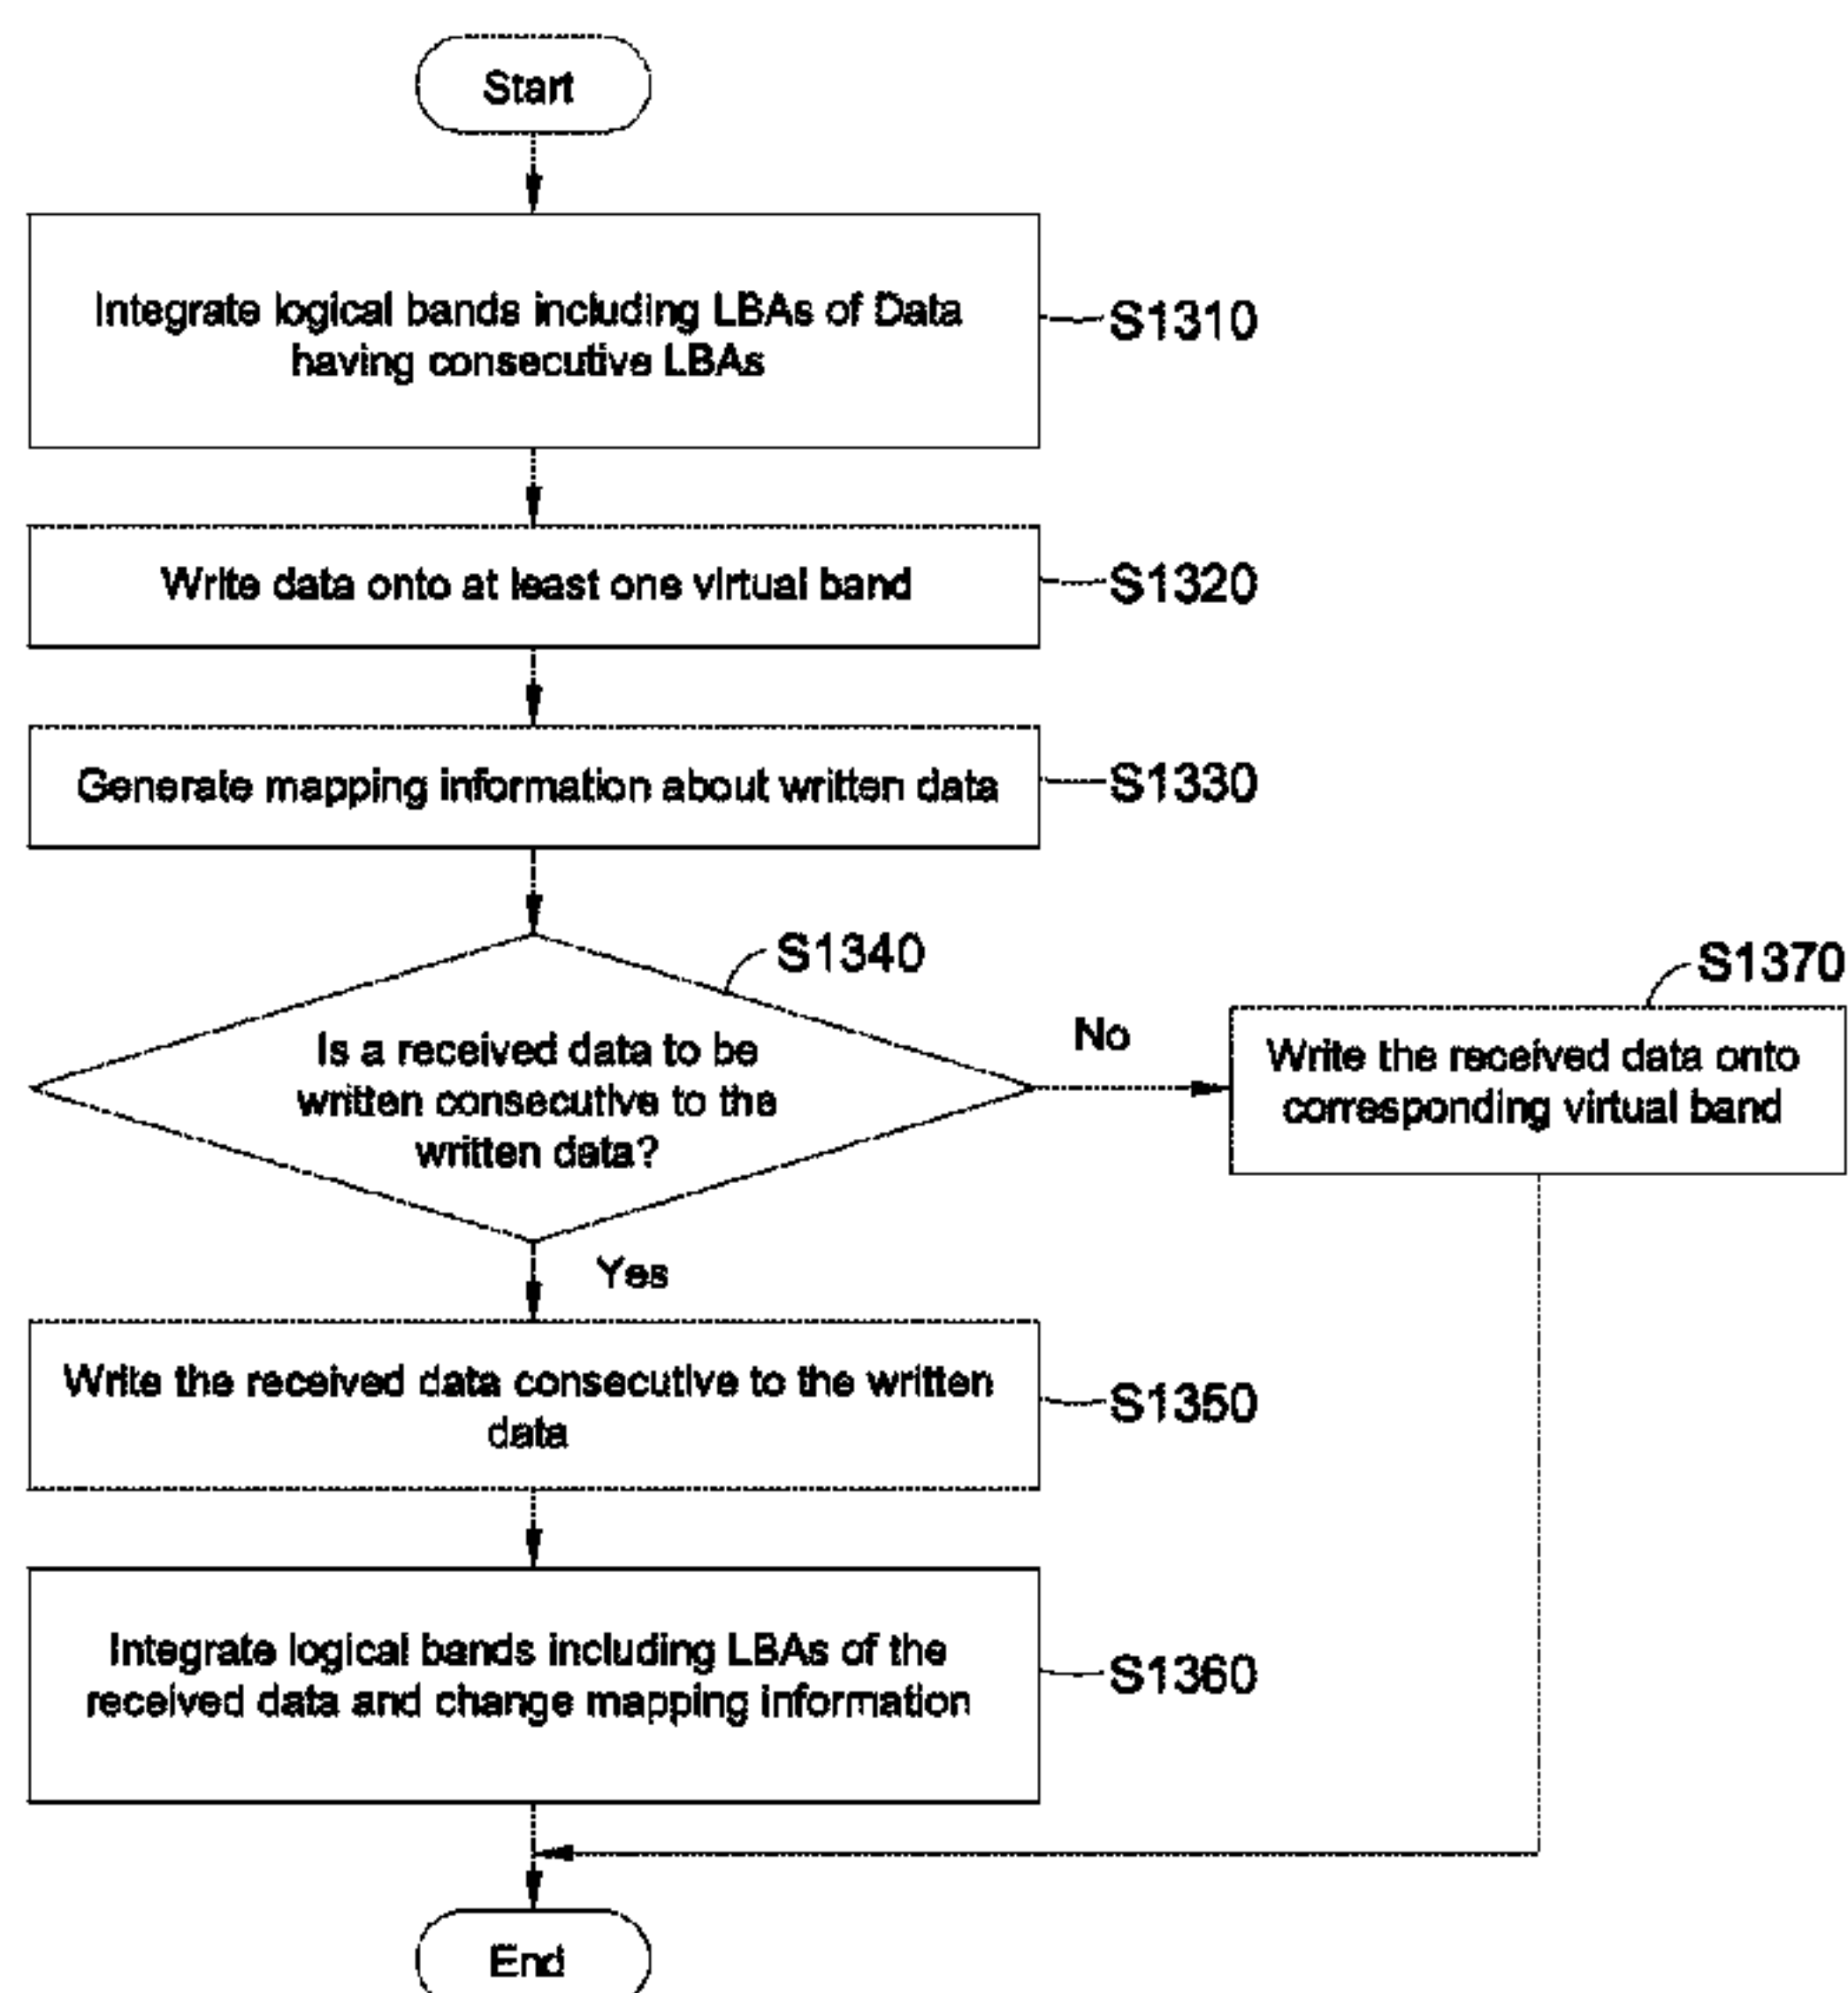 Start
Integrate logical bands including LBAs of Data
having consecutive LBAs
S1310
Write data onto at least one virtual band
S1320
Generate mapping information about written data
S1330
S1340
Is a received data to be
written consecutive to the
written data?
No
S1370
Write the received data onto
corresponding virtual band
Yes
Write the received data consecutive to the written
data
S1350
Integrate logical bands including LBAs of the
received data and change mapping information
S1360
End